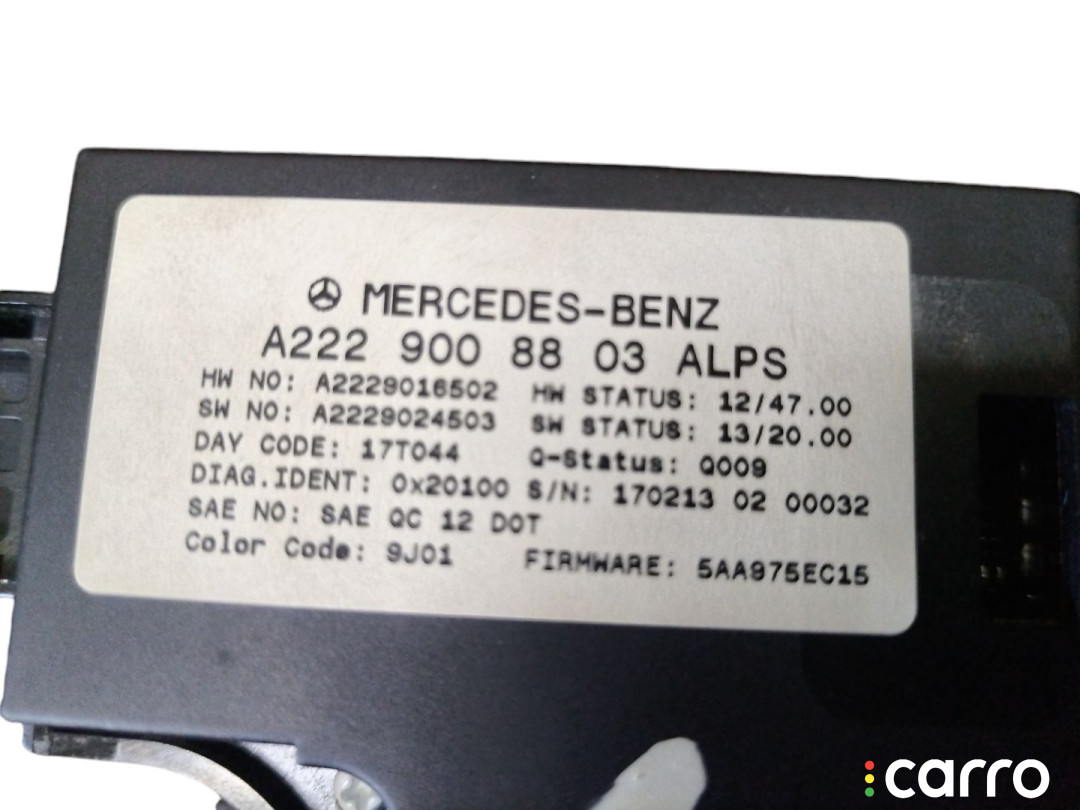 MERCEDES-BENZ
A222 900 88 03 ALPS
HW NO: A2229016502 HW STATUS: 12/47.00
SW NO: A2229024503 SW STATUS: 13/20.00
DAY CODE: 17T044 Q-Status: Q009
DIAG.IDENT: 0x20100 S/N: 170213 02 00032
SAE NO: SAE QC 12 DOT
Color Code: 9J01 FIRMWARE: 5AA975EC15
carro